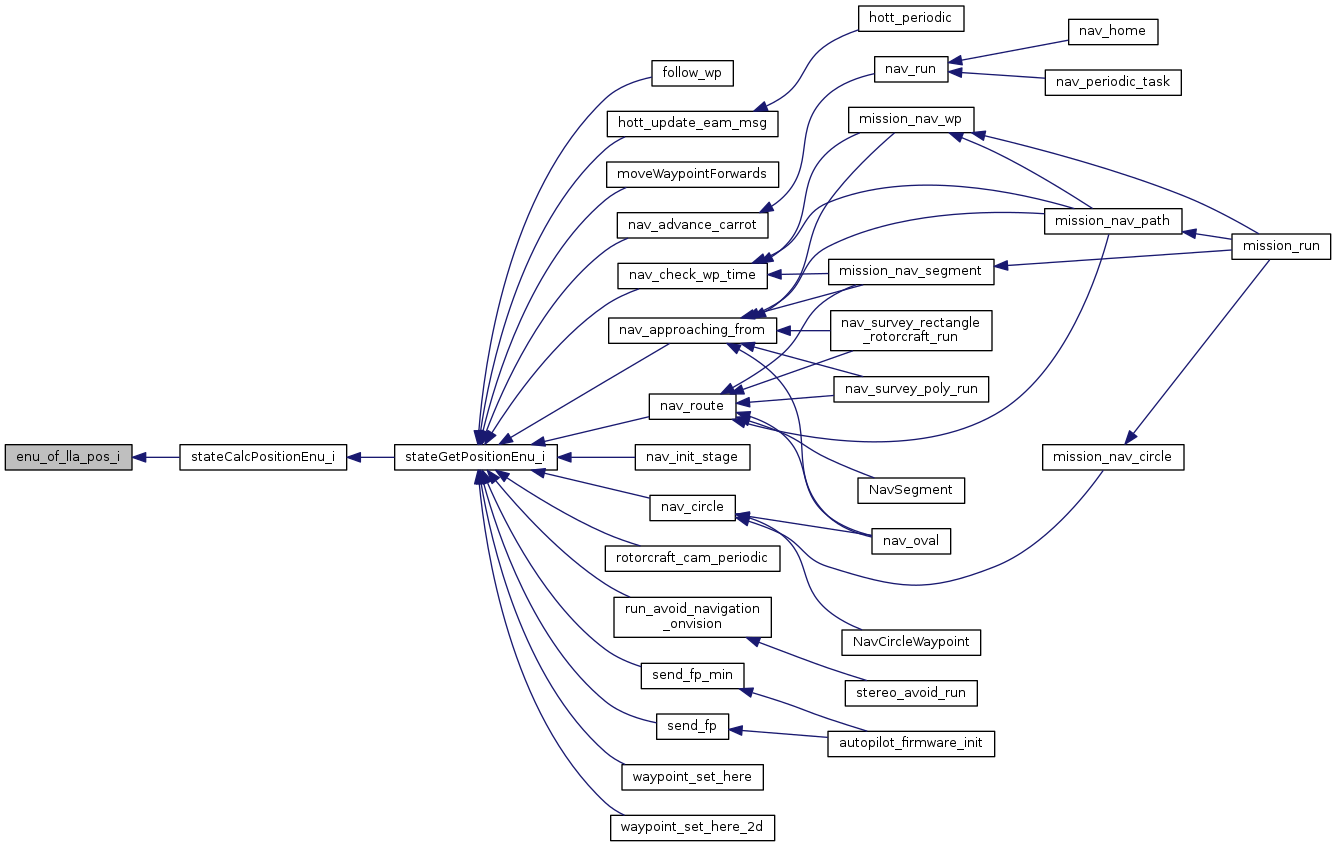 hott_periodic
nav_home
nav_run
follow_wp
nav_periodic_task
hott_update_eam_msg
mission_nav_wp
moveWaypointForwards
nav_advance_carrot
mission_nav_path
mission_run
nav_check_wp_time
mission_nav_segment
nav_approaching_from
nav_survey_rectangle
_rotorcraft_run
nav_survey_poly_run
nav_route
enu_of_lla_pos_i
stateCalcPositionEnu_i
stateGetPositionEnu_i
nav_init_stage
mission_nav_circle
NavSegment
nav_circle
nav_oval
rotorcraft_cam_periodic
run_avoid_navigation
_onvision
NavCircleWaypoint
send_fp_min
stereo_avoid_run
send_fp
autopilot_firmware_init
waypoint_set_here
waypoint_set_here_2d